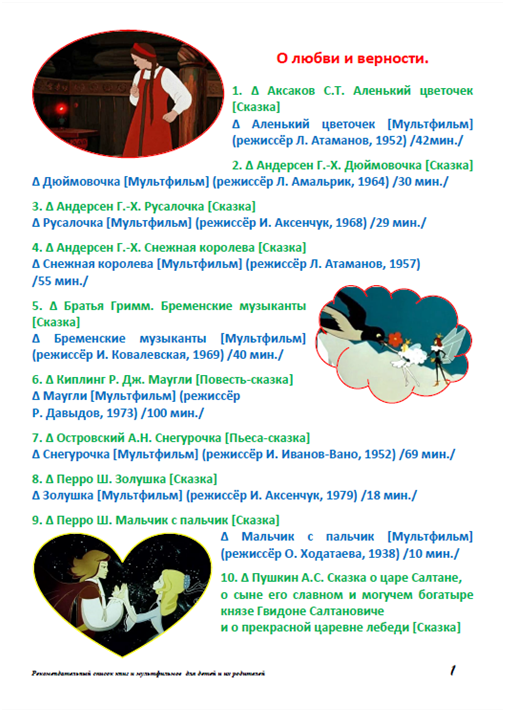 О любви и верности.
1. Δ Аксаков С.Т. Аленький цветочек
[Сказка]
Δ Аленький цветочек [Мультфильм]
(режиссёр Л. Атаманов, 1952) /42мин./
2. Δ Андерсен Г.-Х. Дюймовочка [Сказка]
Δ Дюймовочка [Мультфильм] (режиссёр Л. Амальрик, 1964) /30 мин./
3. Δ Андерсен Г.-Х. Русалочка [Сказка]
Δ Русалочка [Мультфильм] (режиссёр И. Аксенчук, 1968) /29 мин./
4. Δ Андерсен Г.-Х. Снежная королева [Сказка]
Δ Снежная королева [Мультфильм] (режиссёр Л. Атаманов, 1957)
/55 мин./
5. Δ Братья Гримм. Бременские музыканты
[Сказка]
Δ Бременские музыканты [Мультфильм]
(режиссёр И. Ковалевская, 1969) /40 мин./
6. Δ Киплинг Р. Дж. Маугли [Повесть-сказка]
Δ Маугли [Мультфильм] (режиссёр
Р. Давыдов, 1973) /100 мин./
7. Δ Островский А.Н. Снегурочка [Пьеса-сказка]
Δ Снегурочка [Мультфильм] (режиссёр И. Иванов-Вано, 1952) /69 мин./
8. Δ Перро Ш. Золушка [Сказка]
Δ Золушка [Мультфильм] (режиссёр И. Аксенчук, 1979) /18 мин./
9. Δ Перро Ш. Мальчик с пальчик [Сказка]
Δ Мальчик с пальчик [Мультфильм]
(режиссёр О. Ходатаева, 1938) /10 мин./
10. Δ Пушкин А.С. Сказка о царе Салтане,
о сыне его славном и могучем богатыре
князе Гвидоне Салтановиче
и о прекрасной царевне лебеди [Сказка]
Рекомендательный список книг и мультфильмов для детей и их родителей
1